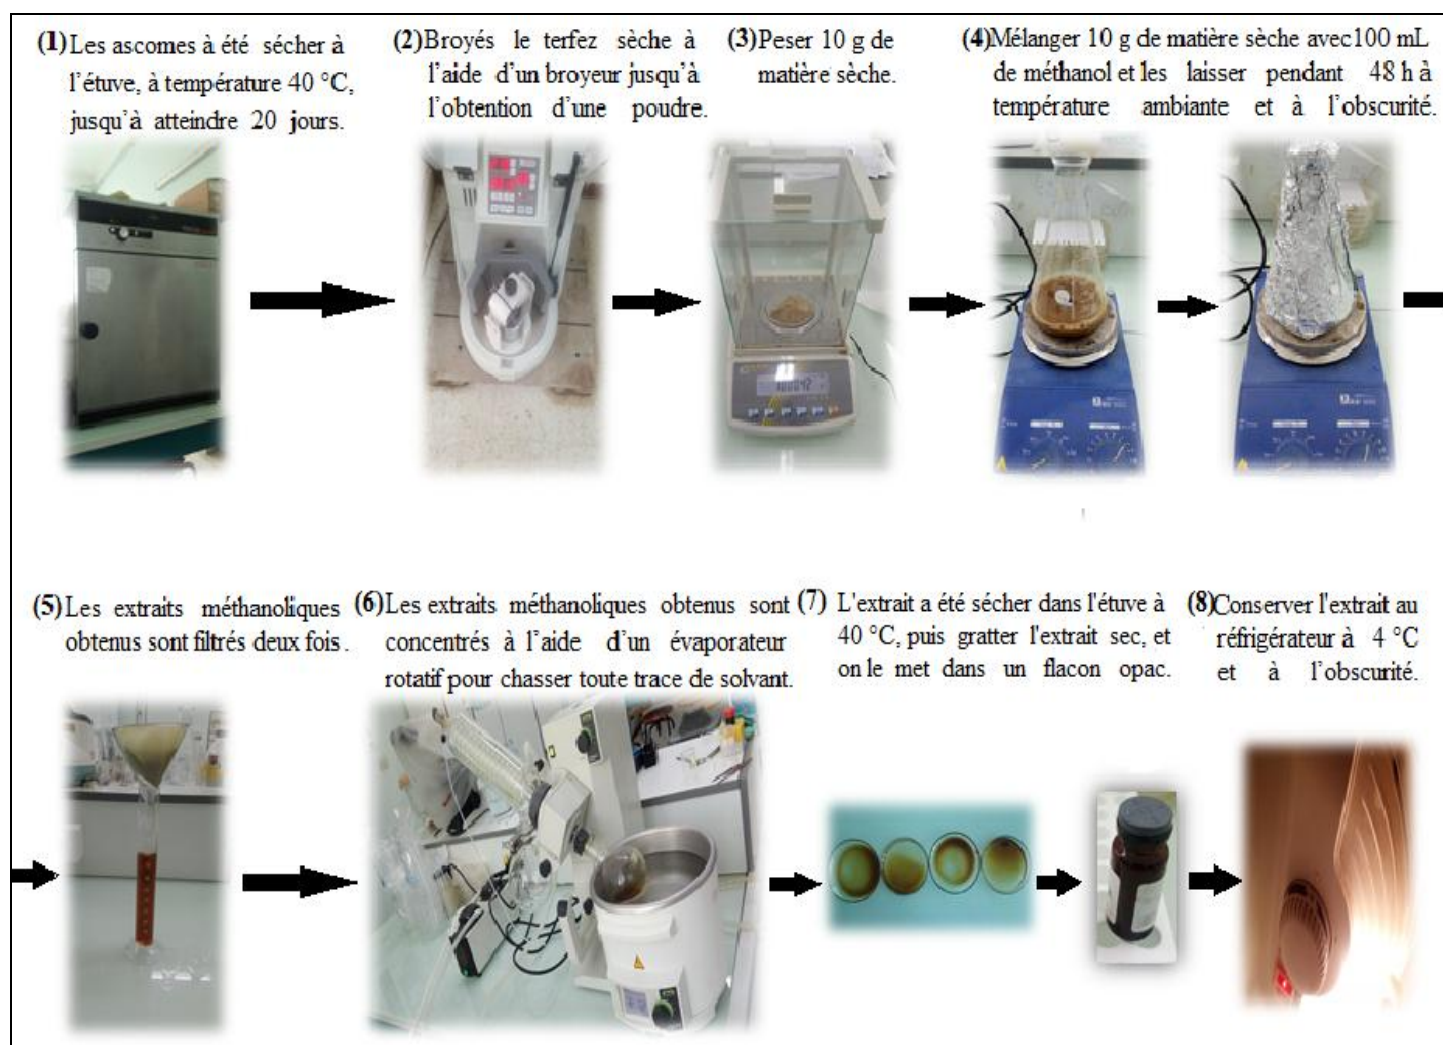 (1) Les ascomes à été sécher à
l'étuve, à température 40 °C,
jusqu'à atteindre 20 jours.
(2) Broyés le terfez sèche à
l'aide d'un broyeur jusqu'à
l'obtention d'une poudre.
(3) Peser 10 g de
matière sèche.
(4) Mélanger 10 g de matière sèche avec 100 mL
de méthanol et les laisser pendant 48 h à
température ambiante et à l'obscurité.
(5) Les extraits méthanoliques
obtenus sont filtrés deux fois.
(6) Les extraits méthanoliques obtenus sont
concentrés à l'aide d'un évaporateur
rotatif pour chasser toute trace de solvant.
(7) L'extrait a été sécher dans l'étuve à
40 °C, puis gratter l'extrait sec, et
on le met dans un flacon opac.
(8) Conserver l'extrait au
réfrigérateur à 4 °C
et à l'obscurité.